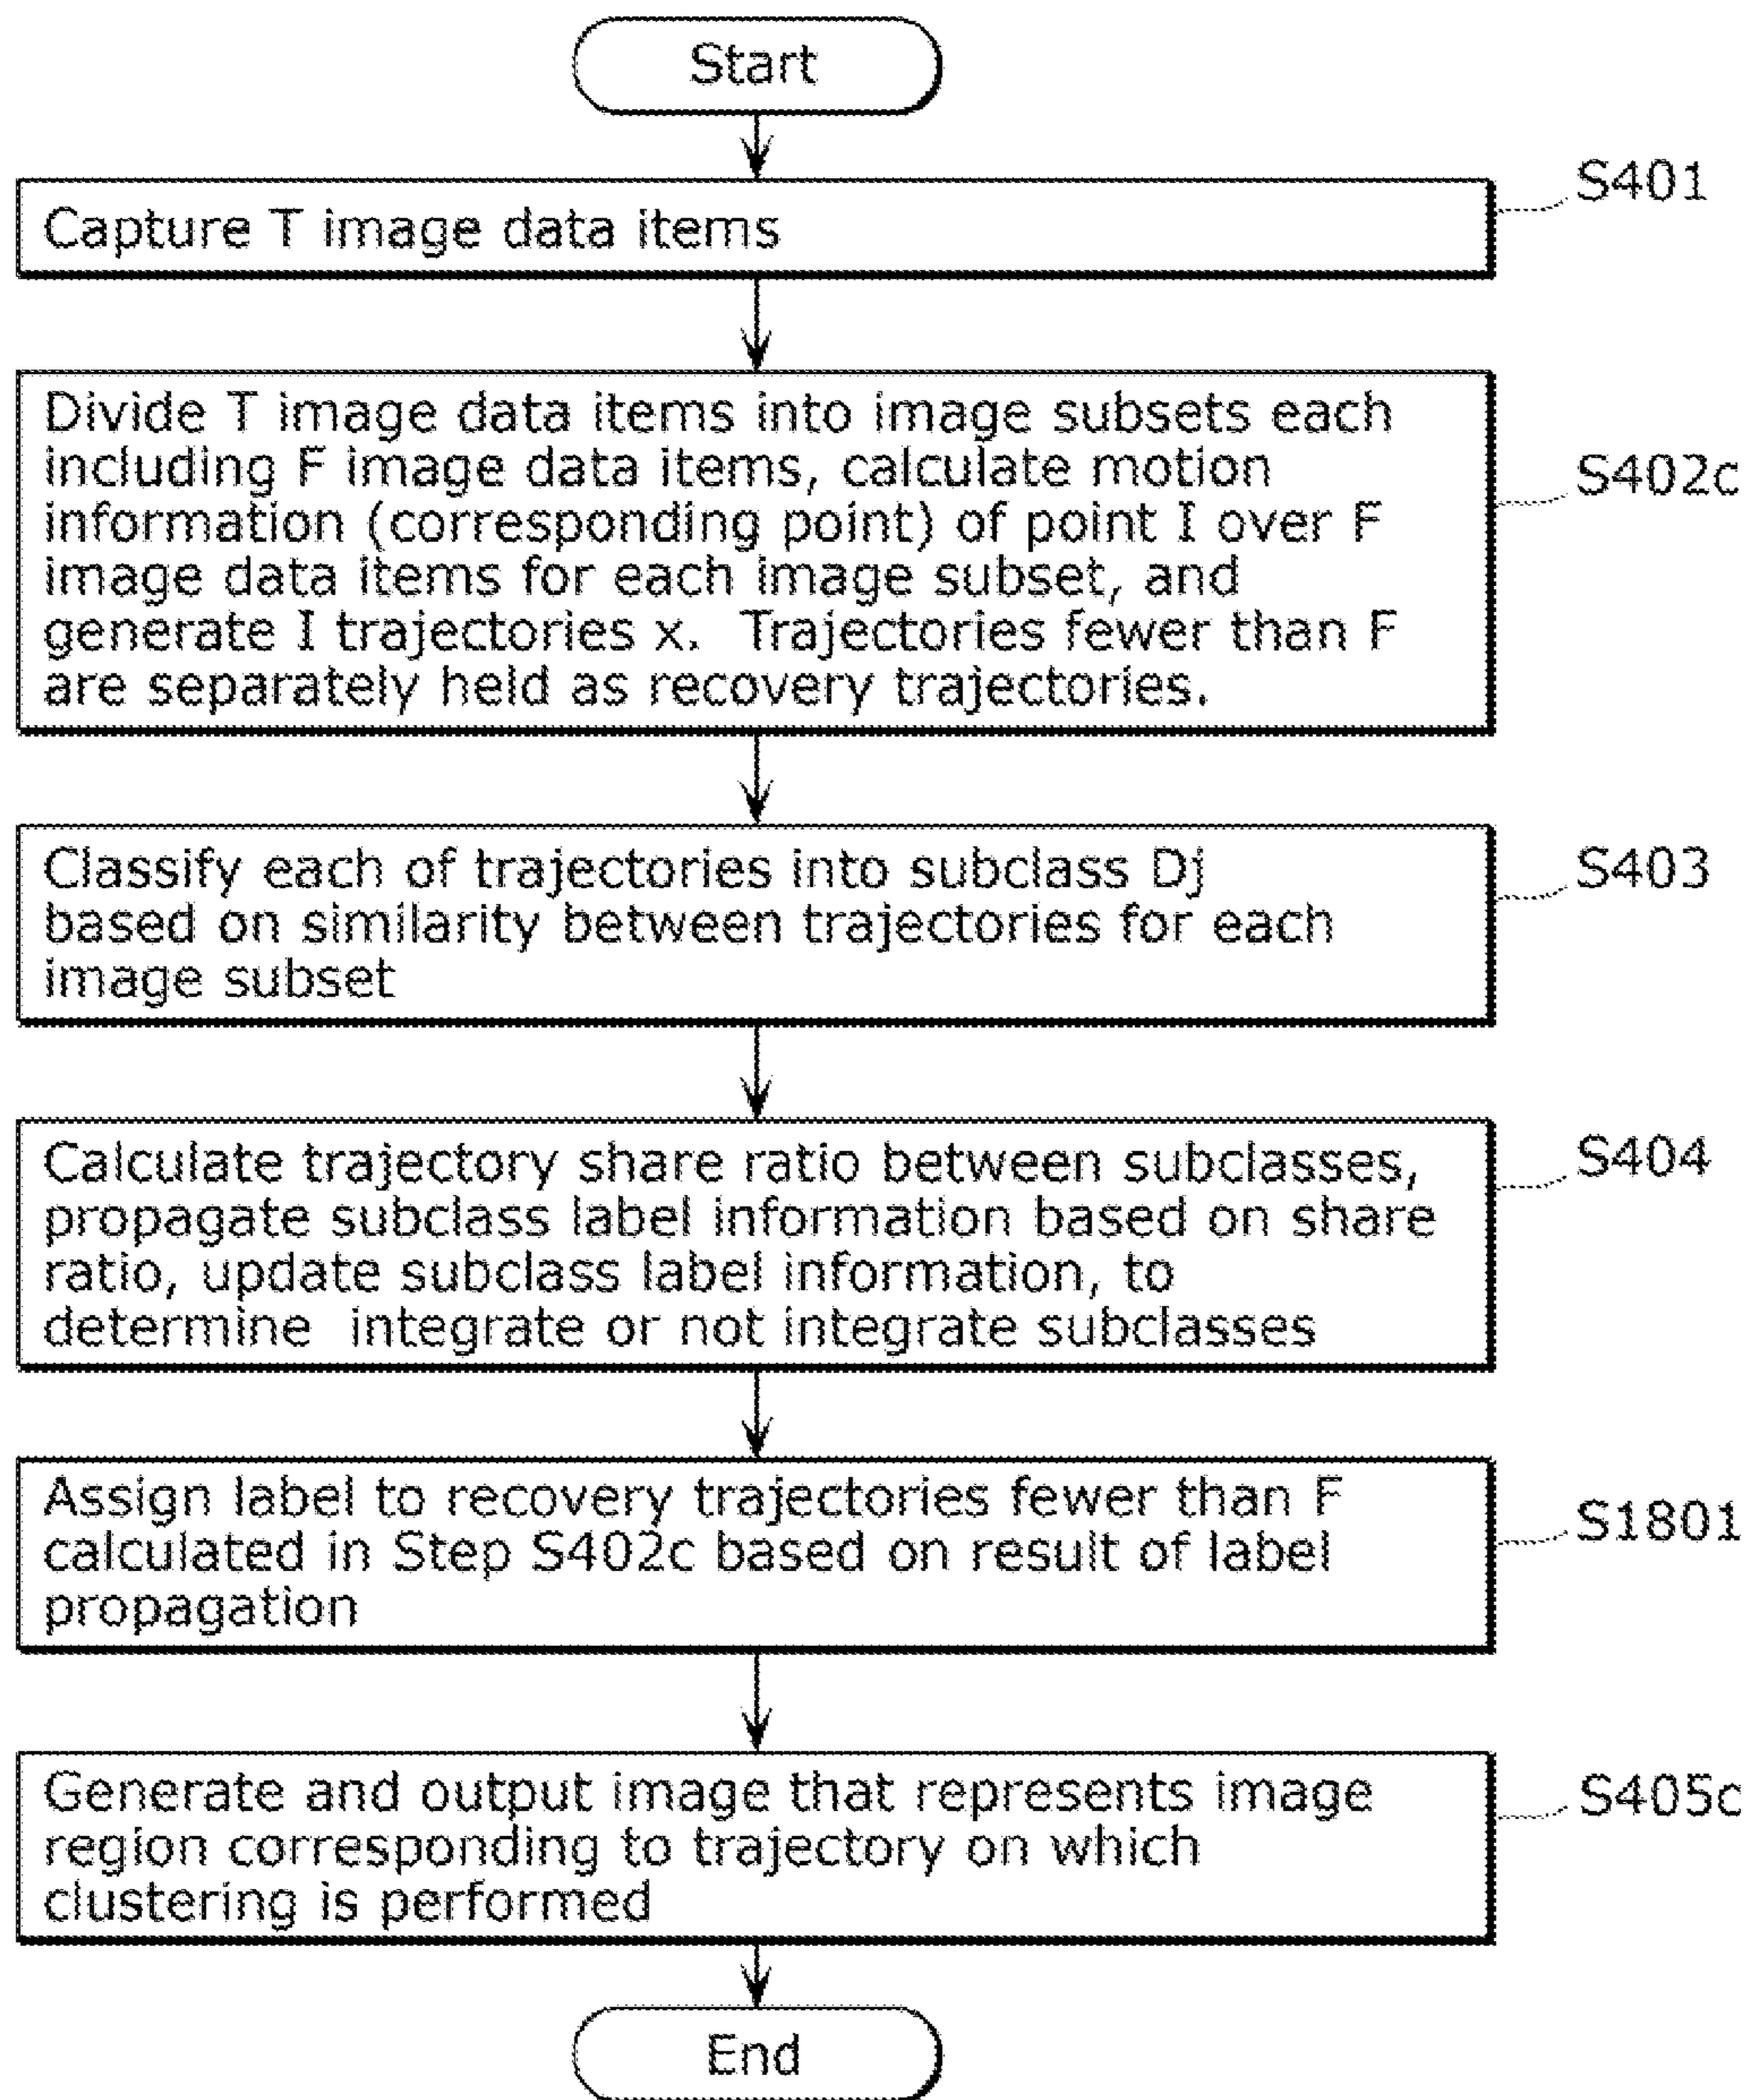 Start
S401
Capture T image data items
Divide T image data items into image subsets each
including F image data items, calculate motion
information (corresponding point) of point I over F
image data items for each image subset, and
generate I trajectories x.  Trajectories fewer than F
are separately held as recovery trajectories.
S402c
Classify each of trajectories into subclass Dj
based on similarity between trajectories for each
image subset
S403
Calculate trajectory share ratio between subclasses,
propagate subclass label information based on share
ratio, update subclass label information, to
determine  integrate or not integrate subclasses
S404
Assign label to recovery trajectories fewer than F
calculated in Step S402c based on result of label
propagation
S1801
Generate and output image that represents image
region corresponding to trajectory on which
clustering is performed
S405c
End